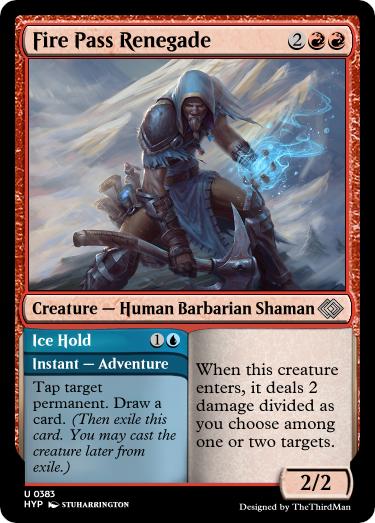 Fire Pass Renegade 2
Creature — Human Barbarian Shaman
Ice Hold 1
Instant — Adventure
Tap target
permanent. Draw a
card. (Then exile this
card. You may cast the
creature later from
exile.)
When this creature
enters, it deals 2
damage divided as
you choose among
one or two targets.
2/2
U 0383
HYP STUHARRINGTON
Designed by TheThirdMan